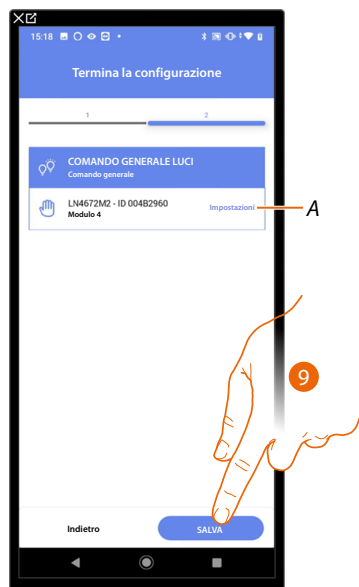 15:18
Termina la configurazione
1 2
COMANDO GENERALE LUCI
Comando generale
LN4672M2 - ID 004B2960
Modulo 4
Impostazioni
A
9
Indietro
SALVA